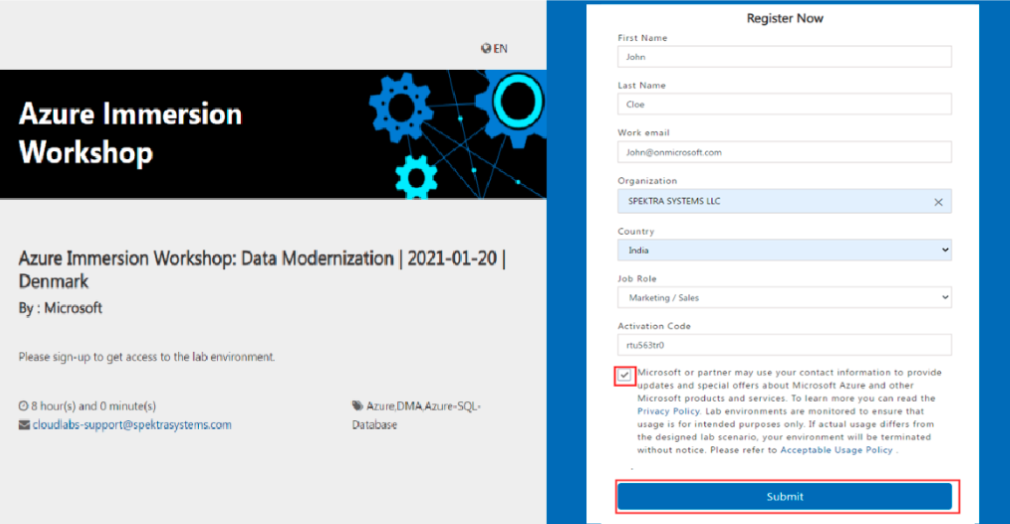 EN
Azure Immersion
Workshop
Azure Immersion Workshop: Data Modernization | 2021-01-20 |
Denmark
By : Microsoft
Please sign-up to get access to the lab environment.
8 hour(s) and 0 minute(s)
cloudlabs-support@spektrasystems.com
Azure,DMA,Azure-SQL-
Database
Register Now
First Name
John
Last Name
Cloe
Work email
John@onmicrosoft.com
Organization
SPEKTRA SYSTEMS LLC
Country
India
Job Role
Marketing / Sales
Activation Code
rtu563tr0
Microsoft or partner may use your contact information to provide
updates and special offers about Microsoft Azure and other
Microsoft products and services. To learn more you can read the
Privacy Policy. Lab environments are monitored to ensure that
usage is for intended purposes only. If actual usage differs from
the designed lab scenario, your environment will be terminated
without notice. Please refer to Acceptable Usage Policy .
Submit